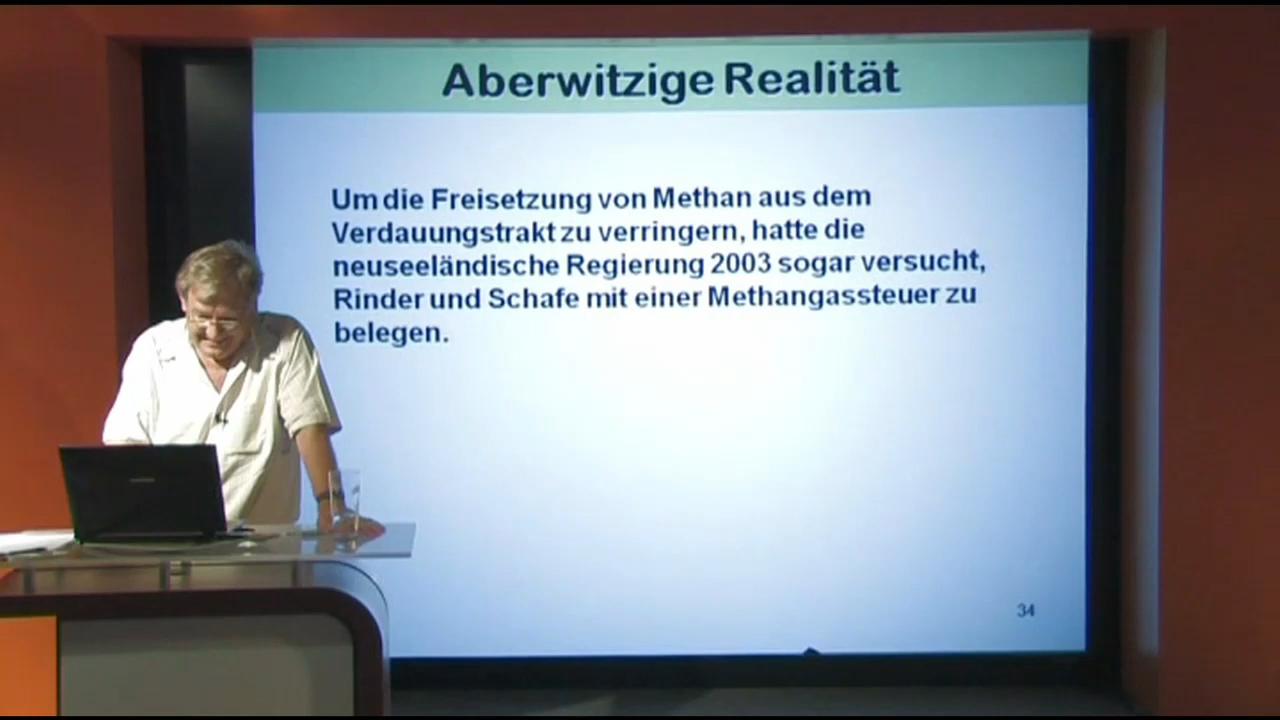 Aberwitzige Realität
Um die Freisetzung von Methan aus dem
Verdauungstrakt zu verringern, hatte die
neuseeländische Regierung 2003 sogar versucht,
Rinder und Schafe mit einer Methangassteuer zu
belegen.
34